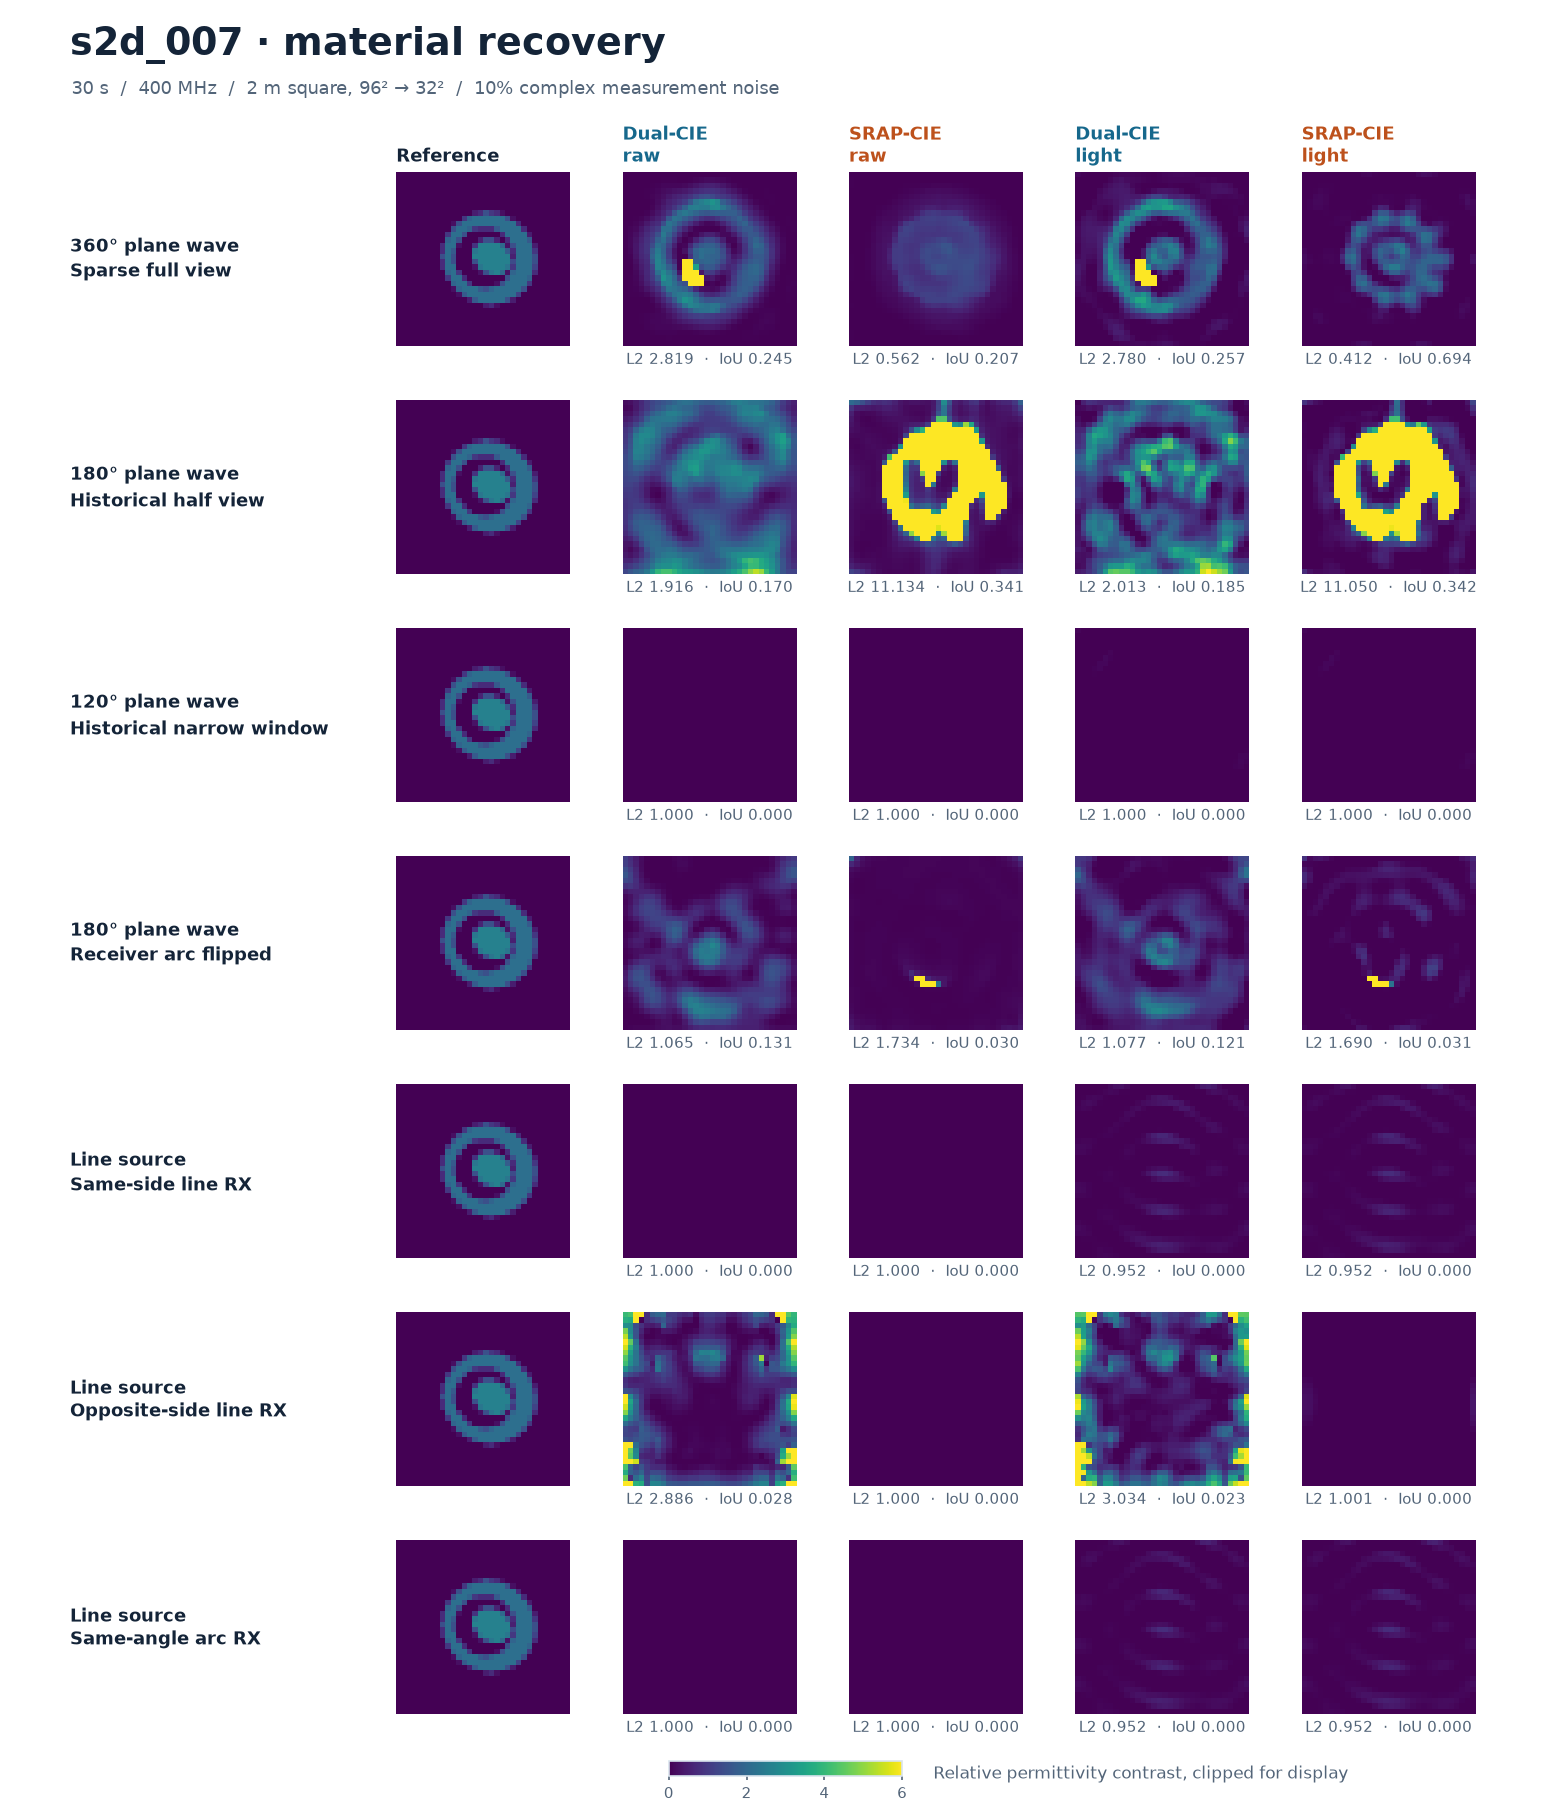 s2d_007 · material recovery
30 s / 400 MHz / 2 m square, 96² → 32² / 10% complex measurement noise
Reference
Dual-CIE
raw
SRAP-CIE
raw
Dual-CIE
light
SRAP-CIE
light
360° plane wave
Sparse full view
L2 2.819 · IoU 0.245
L2 0.562 · IoU 0.207
L2 2.780 · IoU 0.257
L2 0.412 · IoU 0.694
180° plane wave
Historical half view
L2 1.916 · IoU 0.170
L2 11.134 · IoU 0.341
L2 2.013 · IoU 0.185
L2 11.050 · IoU 0.342
120° plane wave
Historical narrow window
L2 1.000 · IoU 0.000
L2 1.000 · IoU 0.000
L2 1.000 · IoU 0.000
L2 1.000 · IoU 0.000
180° plane wave
Receiver arc flipped
L2 1.065 · IoU 0.131
L2 1.734 · IoU 0.030
L2 1.077 · IoU 0.121
L2 1.690 · IoU 0.031
Line source
Same-side line RX
L2 1.000 · IoU 0.000
L2 1.000 · IoU 0.000
L2 0.952 · IoU 0.000
L2 0.952 · IoU 0.000
Line source
Opposite-side line RX
L2 2.886 · IoU 0.028
L2 1.000 · IoU 0.000
L2 3.034 · IoU 0.023
L2 1.001 · IoU 0.000
Line source
Same-angle arc RX
L2 1.000 · IoU 0.000
L2 1.000 · IoU 0.000
L2 0.952 · IoU 0.000
L2 0.952 · IoU 0.000
0 2 4 6
Relative permittivity contrast, clipped for display